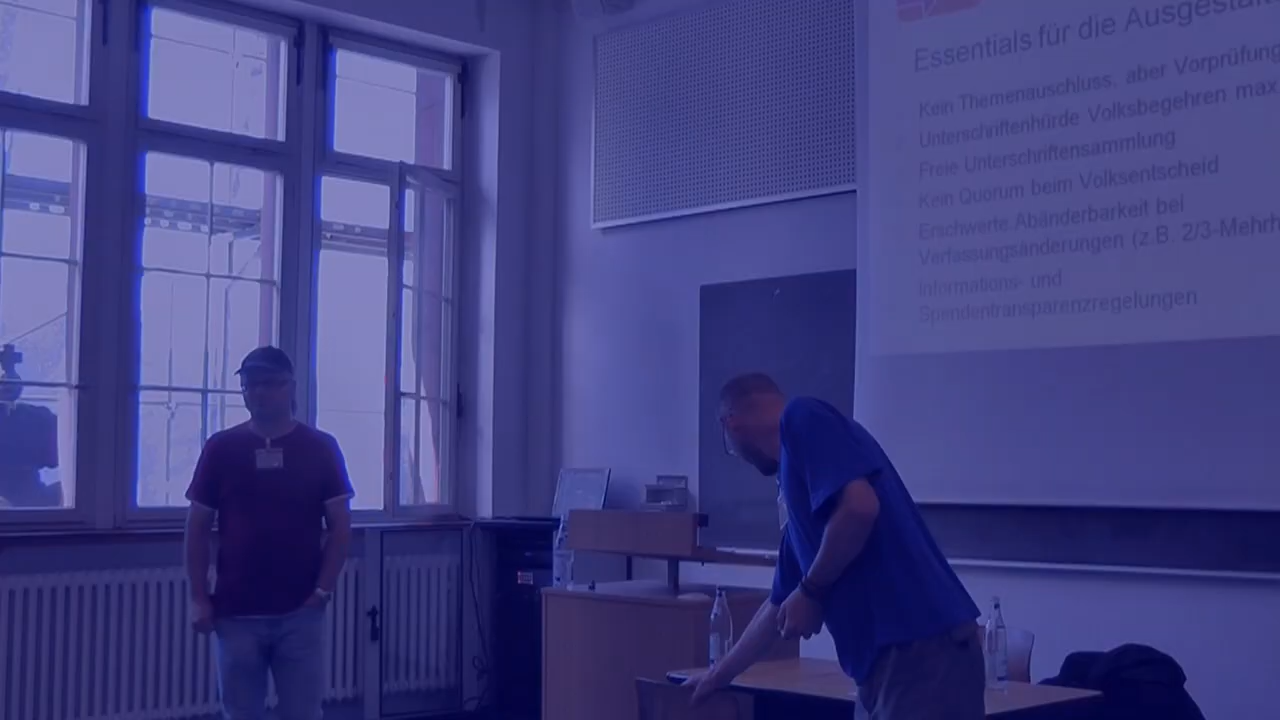 Essentials für die Ausgestalt
Kein Themenauschluss, aber Vorprüfung
Unterschriftenhürde Volksbegehren max
Freie Unterschriftensammlung
Kein Quorum beim Volksentscheid
Erschwerte Abänderbarkeit bei
Verfassungsänderungen (z.B. 2/3-Mehrh
Informations- und
Spendentransparenzregelungen